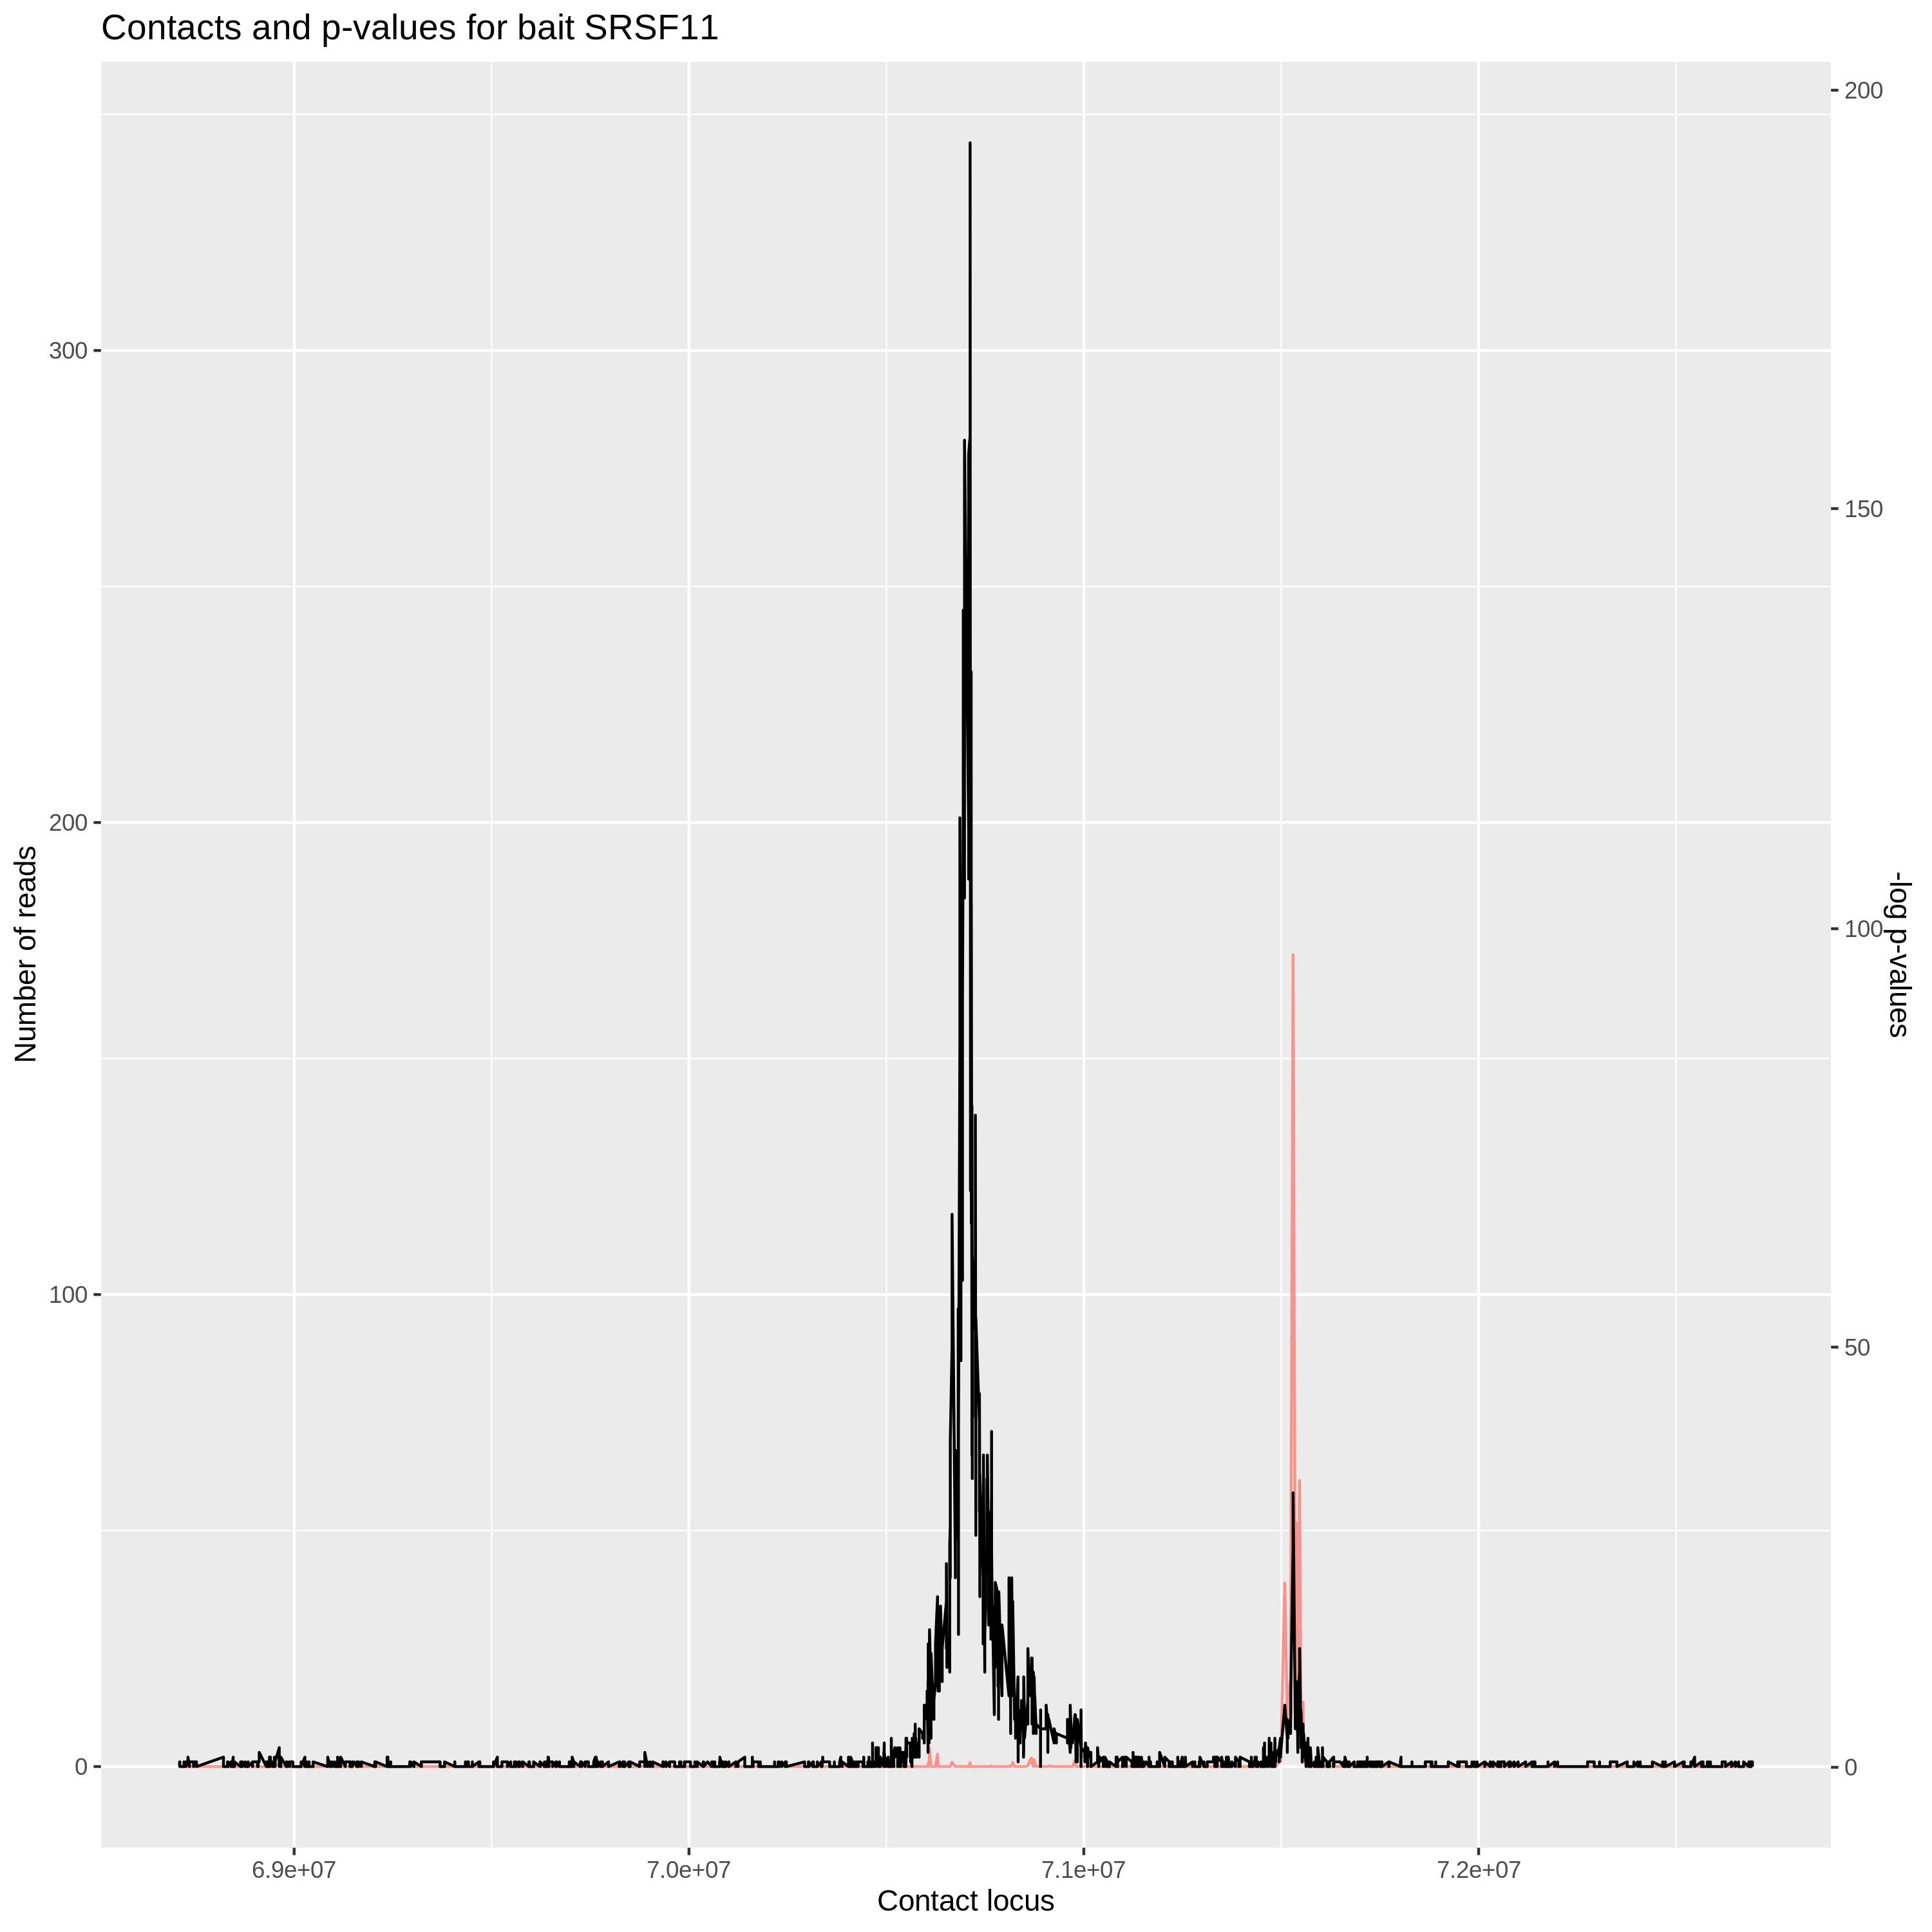 Contacts and p-values for bait SRSF11
300
200
100
0
Number of reads
200
150
100
50
0
-log p-values
6.9e+07
7.0e+07
7.1e+07
7.2e+07
Contact locus